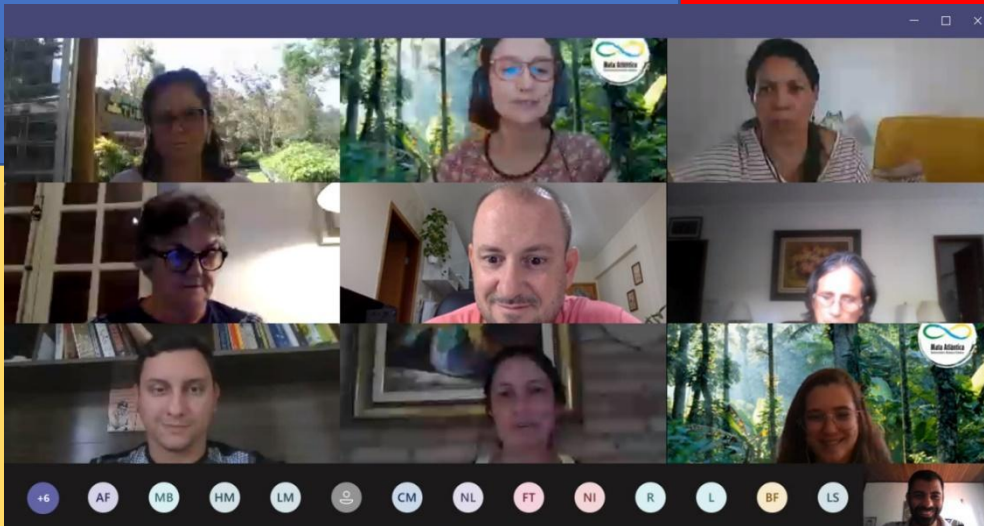 Mata Atlântica
Mata Atlântica
+6
AF
MB
HM
LM
CM
NL
FT
NI
R
L
BF
LS